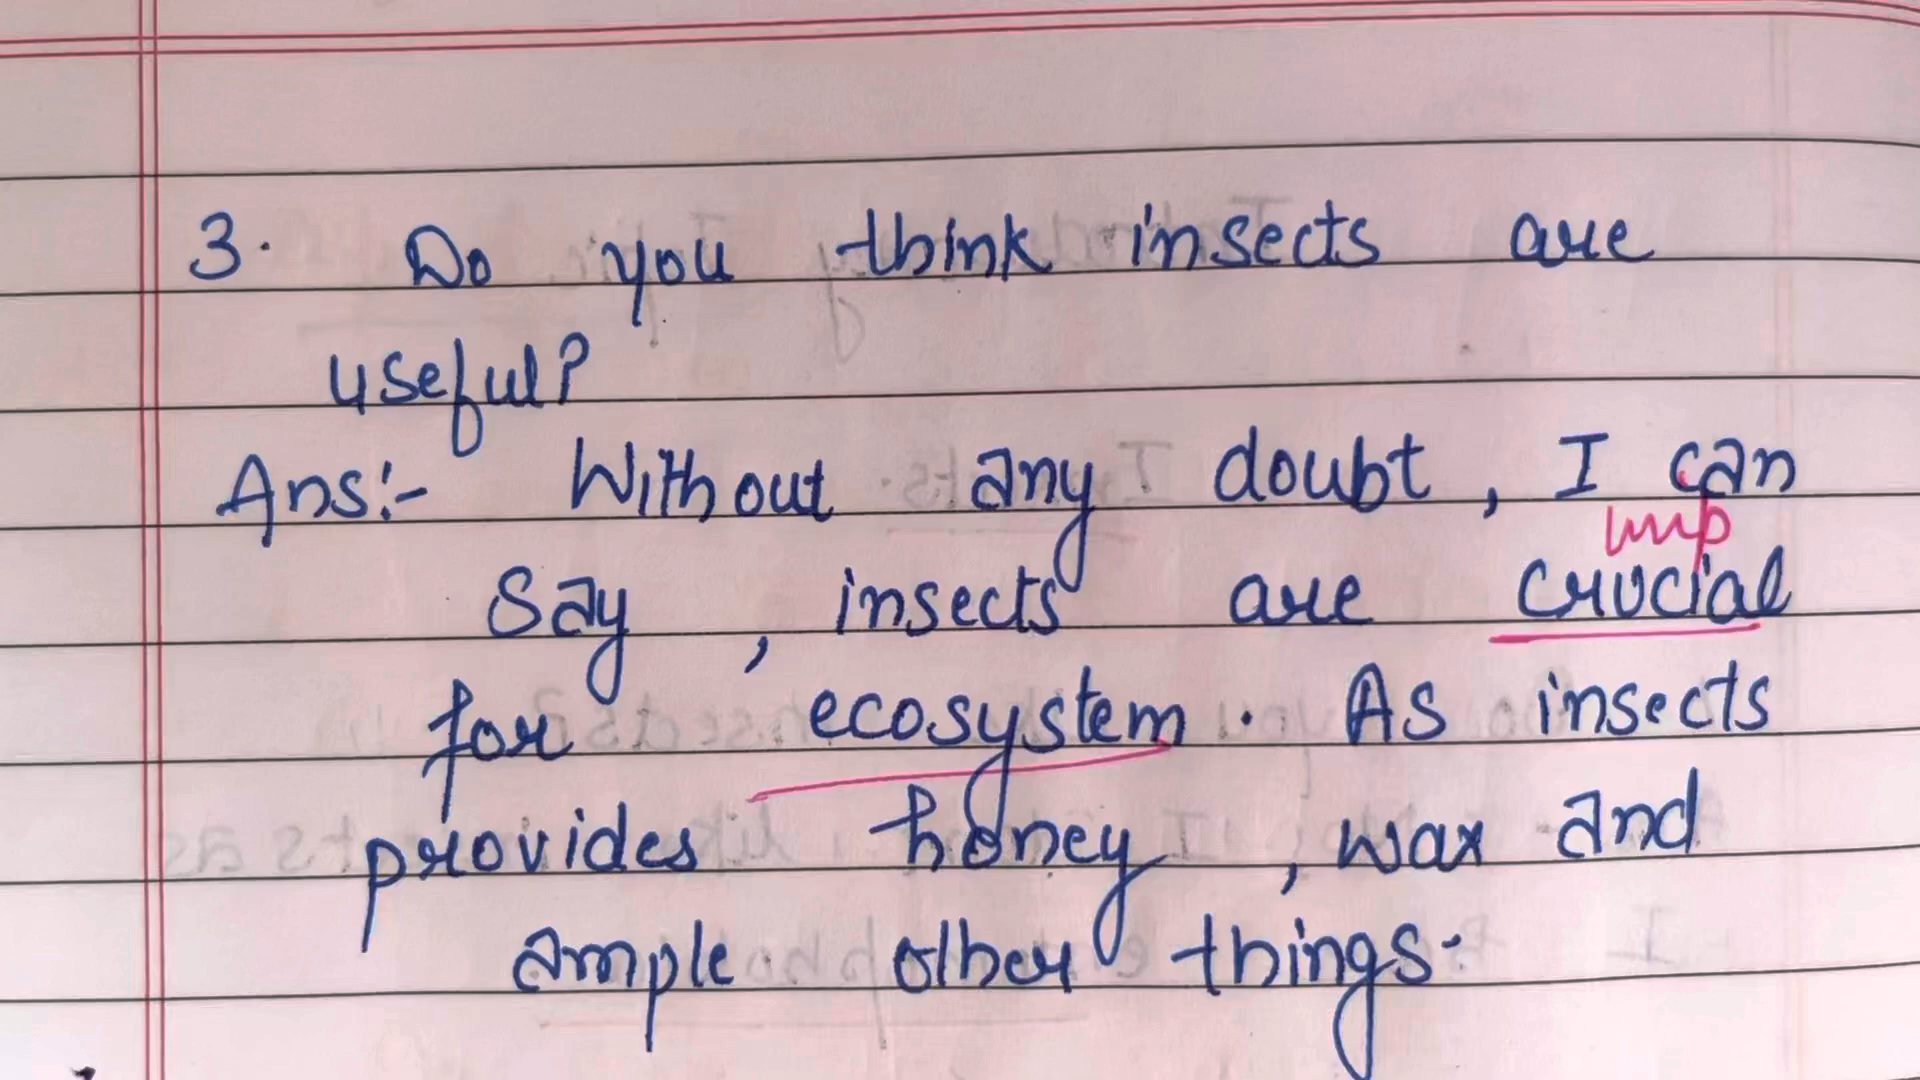 3. Do you think insects are
useful?
Ans:- Without any doubt, I can
imp
say, insects are crucial
for ecosystem. As insects
provides honey, wax and
ample other things.